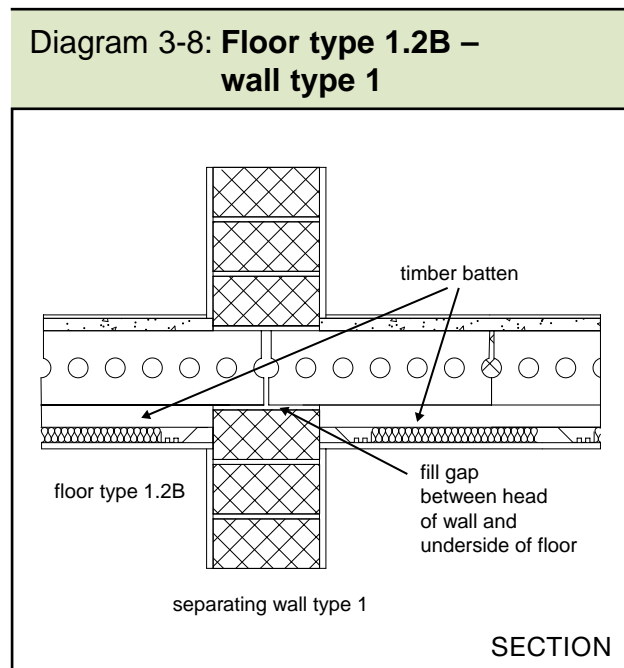 Diagram 3-8: Floor type 1.2B –
wall type 1
timber batten
floor type 1.2B
fill gap
between head
of wall and
underside of floor
separating wall type 1
SECTION